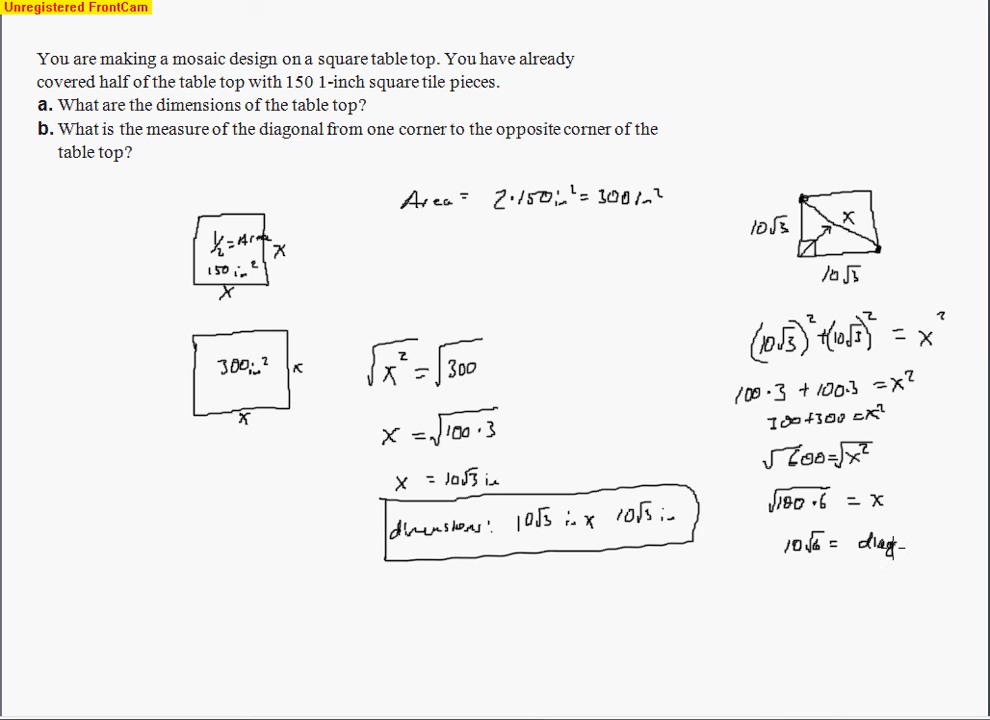 Unregistered FrontCam
You are making a mosaic design on a square table top. You have already
covered half of the table top with 150 1-inch square tile pieces.
a. What are the dimensions of the table top?
b. What is the measure of the diagonal from one corner to the opposite corner of the
table top?
Area = 2·150in² = 300in²
½ = Area
150 in²
x
x
300in²
x
x
√x² = √300
x = √100·3
x = 10√3 in
dimensions: 10√3 in x 10√3 in
10√3
x
10√3
(10√3)² + (10√3)² = x²
100·3 + 100·3 = x²
300+300 = x²
√600 = √x²
√100·6 = x
10√6 = diag-